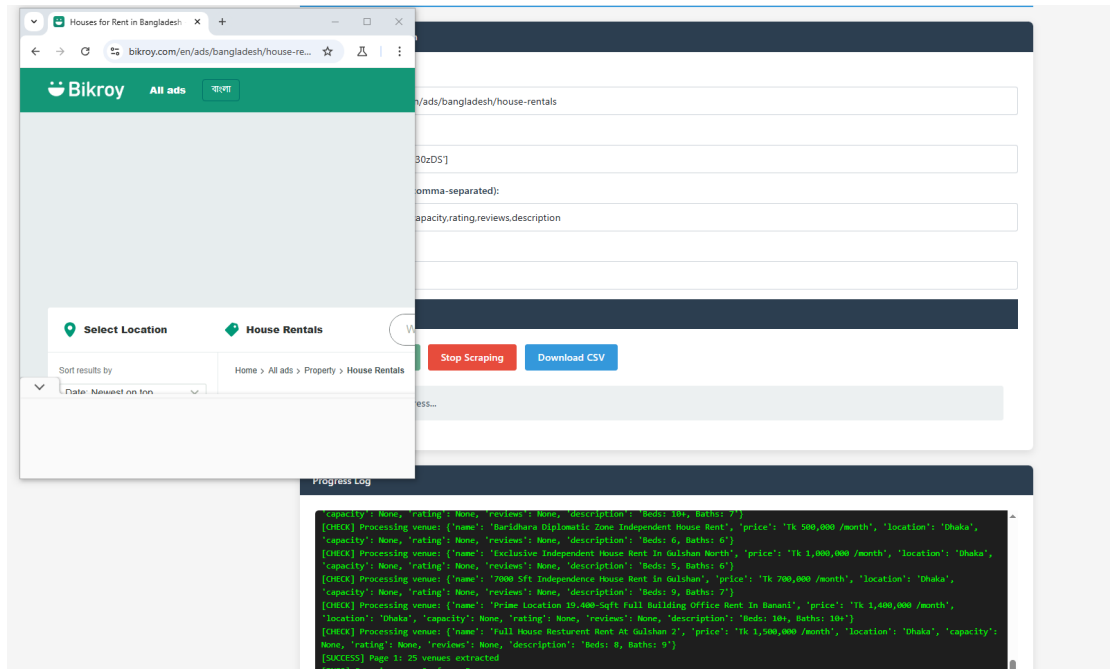 Houses for Rent in Bangladesh
bikroy.com/en/ads/bangladesh/house-re...
Bikroy
All ads
বাংলা
Select Location
House Rentals
W
Sort results by
Date: Newest on top
Home > All ads > Property > House Rentals
n/ads/bangladesh/house-rentals
30zDS']
omma-separated):
apacity,rating,reviews,description
Stop Scraping
Download CSV
ess...
Progress Log
'capacity': None, 'rating': None, 'reviews': None, 'description': 'Beds: 10+, Baths: 7'}
[CHECK] Processing venue: {'name': 'Baridhara Diplomatic Zone Independent House Rent', 'price': 'Tk 500,000 /month', 'location': 'Dhaka',
'capacity': None, 'rating': None, 'reviews': None, 'description': 'Beds: 6, Baths: 6'}
[CHECK] Processing venue: {'name': 'Exclusive Independent House Rent In Gulshan North', 'price': 'Tk 1,000,000 /month', 'location': 'Dhaka',
'capacity': None, 'rating': None, 'reviews': None, 'description': 'Beds: 5, Baths: 6'}
[CHECK] Processing venue: {'name': '7000 Sft Independence House Rent in Gulshan', 'price': 'Tk 700,000 /month', 'location': 'Dhaka',
'capacity': None, 'rating': None, 'reviews': None, 'description': 'Beds: 9, Baths: 7'}
[CHECK] Processing venue: {'name': 'Prime Location 19.400-Sqft Full Building Office Rent In Banani', 'price': 'Tk 1,400,000 /month',
'location': 'Dhaka', 'capacity': None, 'rating': None, 'reviews': None, 'description': 'Beds: 10+, Baths: 10+'}
[CHECK] Processing venue: {'name': 'Full House Resturent Rent At Gulshan 2', 'price': 'Tk 1,500,000 /month', 'location': 'Dhaka', 'capacity':
None, 'rating': None, 'reviews': None, 'description': 'Beds: 8, Baths: 9'}
[SUCCESS] Page 1: 25 venues extracted